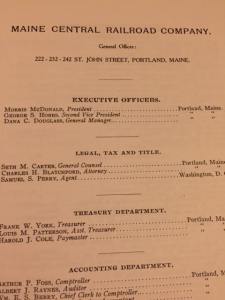 MAINE CENTRAL RAILROAD COMPANY.
General Offices:
222 - 232 - 242 ST. JOHN STREET, PORTLAND, MAINE.
EXECUTIVE OFFICERS.
MORRIS MCDONALD, President Portland, Maine.
GEORGE S. HOBBS, Second Vice President " "
DANA C. DOUGLASS, General Manager " "
LEGAL, TAX AND TITLE.
SETH M. CARTER, General Counsel Portland, Maine
CHARLES H. BLATCHFORD, Attorney " "
SAMUEL S. PERRY, Agent Washington, D. C
TREASURY DEPARTMENT.
FRANK W. YORK, Treasurer Portland, Ma
LOUIS M. PATTERSON, Asst. Treasurer "
HAROLD J. COLE, Paymaster "
ACCOUNTING DEPARTMENT.
ARTHUR P. FOSS, Comptroller Portland, M
ALBERT J. RAYNES, Auditor "
WM. E. S. BERRY, Chief Clerk to Comptroller